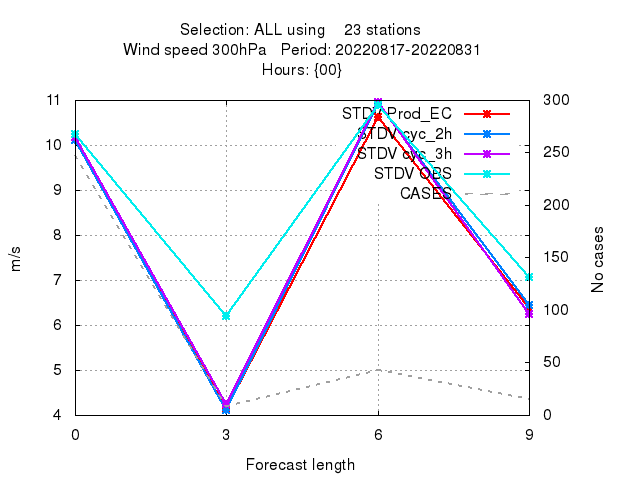 Selection: ALL using    23 stations
Wind speed 300hPa   Period: 20220817-20220831
Hours: {00}
STDV Prod_EC
STDV cyc_2h
STDV cyc_3h
STDV OBS
CASES
11
10
9
8
7
6
5
4
m/s
300
250
200
150
100
50
0
No cases
0 3 6 9
Forecast length